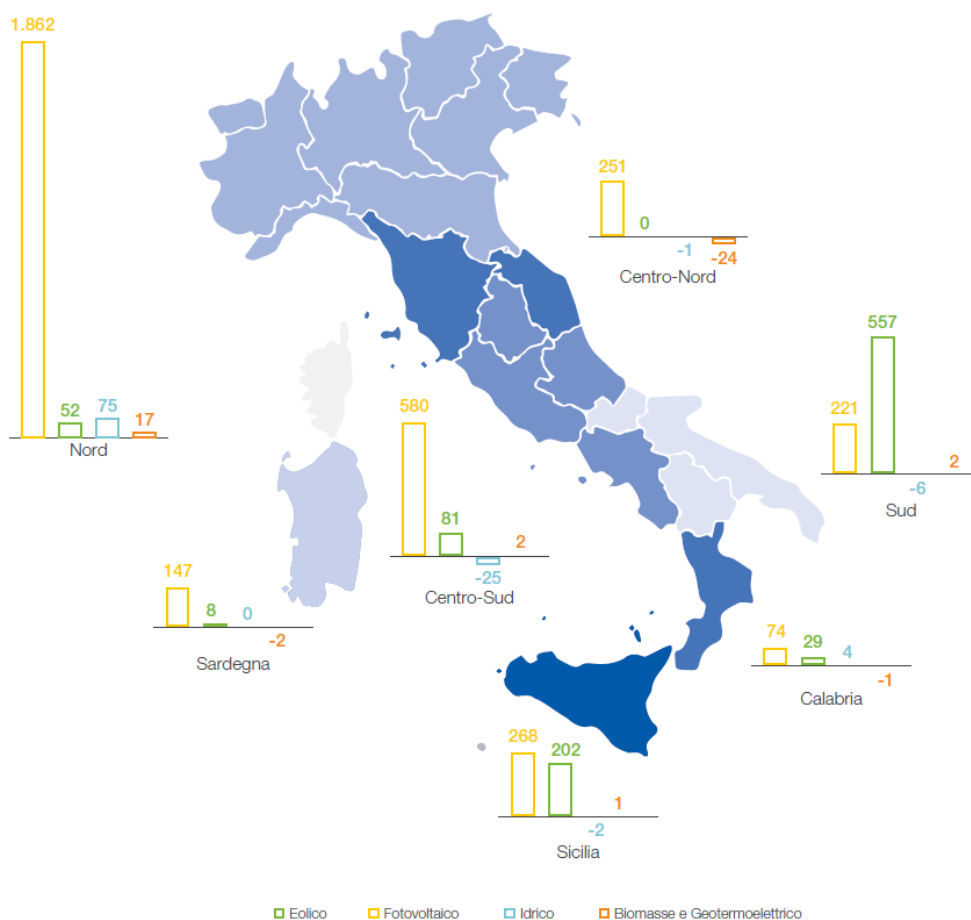 1.862
52
75
17
Nord
251
0
-1
-24
Centro-Nord
557
221
2
-6
Sud
580
81
2
-25
Centro-Sud
147
8
0
-2
Sardegna
74
29
4
-1
Calabria
268
202
1
-2
Sicilia
Eolico
Fotovoltaico
Idrico
Biomasse e Geotermoelettrico